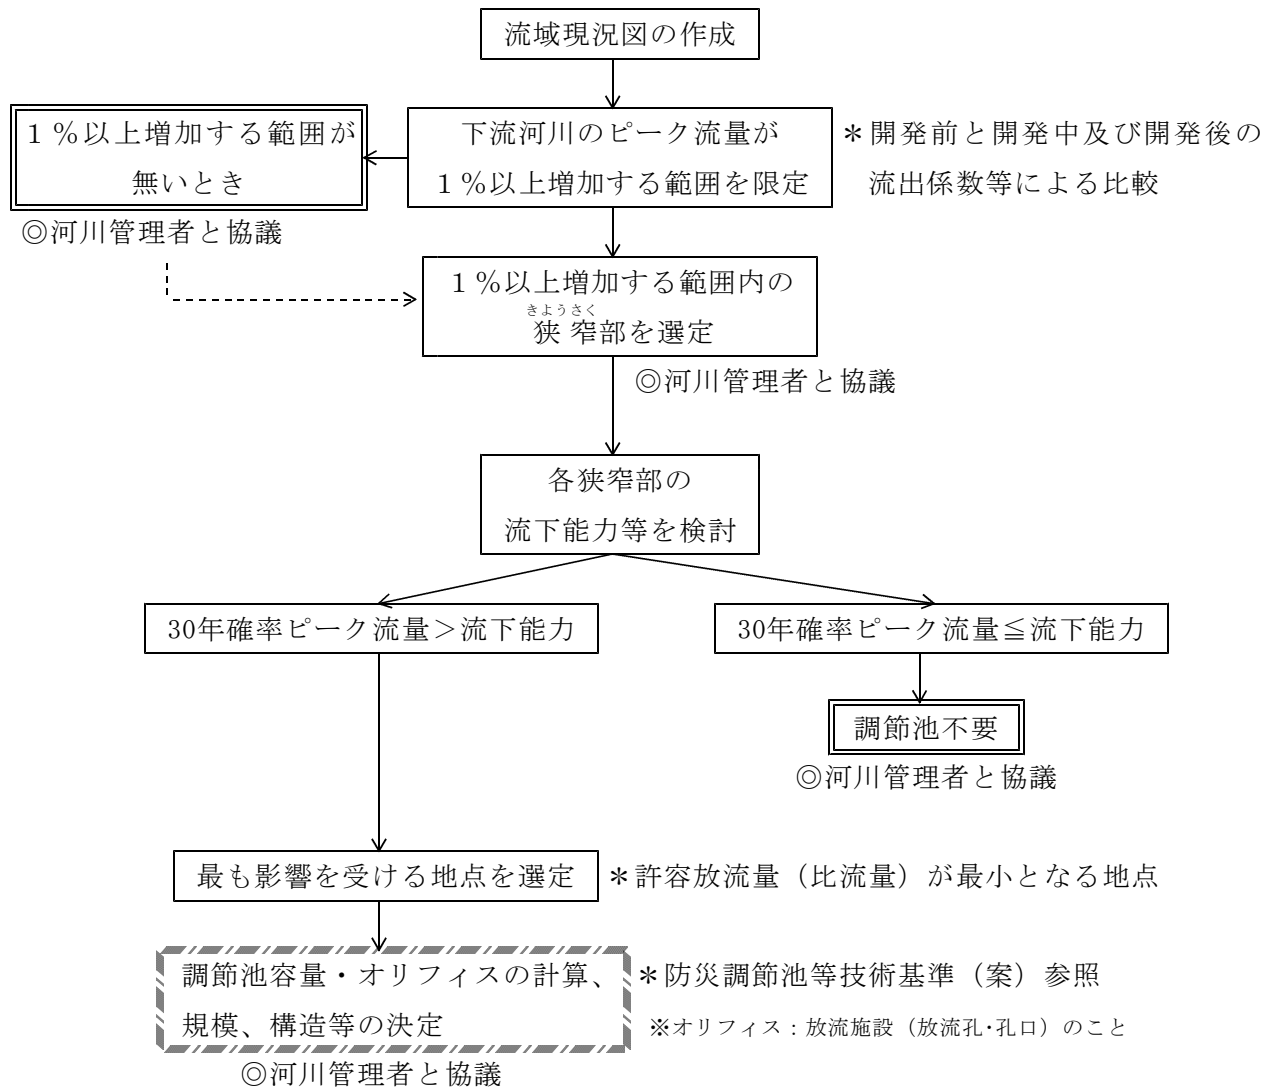 流域現況図の作成
１％以上増加する範囲が
無いとき
◎河川管理者と協議
下流河川のピーク流量が
１％以上増加する範囲を限定
＊開発前と開発中及び開発後の
流出係数等による比較
１％以上増加する範囲内の
きようさく
狭窄部を選定
◎河川管理者と協議
各狭窄部の
流下能力等を検討
30年確率ピーク流量＞流下能力
30年確率ピーク流量≦流下能力
調節池不要
◎河川管理者と協議
最も影響を受ける地点を選定
＊許容放流量（比流量）が最小となる地点
調節池容量・オリフィスの計算、
規模、構造等の決定
＊防災調節池等技術基準（案）参照
※オリフィス：放流施設（放流孔･孔口）のこと
◎河川管理者と協議